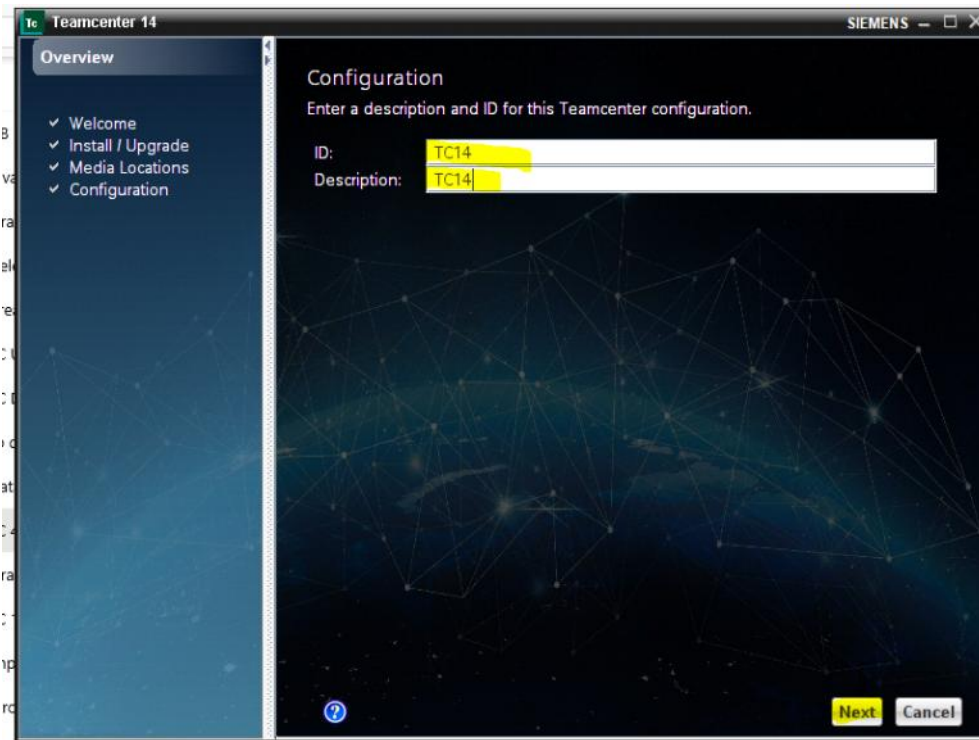 Tc Teamcenter 14
SIEMENS
Overview
Welcome
Install / Upgrade
Media Locations
Configuration
Configuration
Enter a description and ID for this Teamcenter configuration.
ID: TC14
Description: TC14
?
Next Cancel